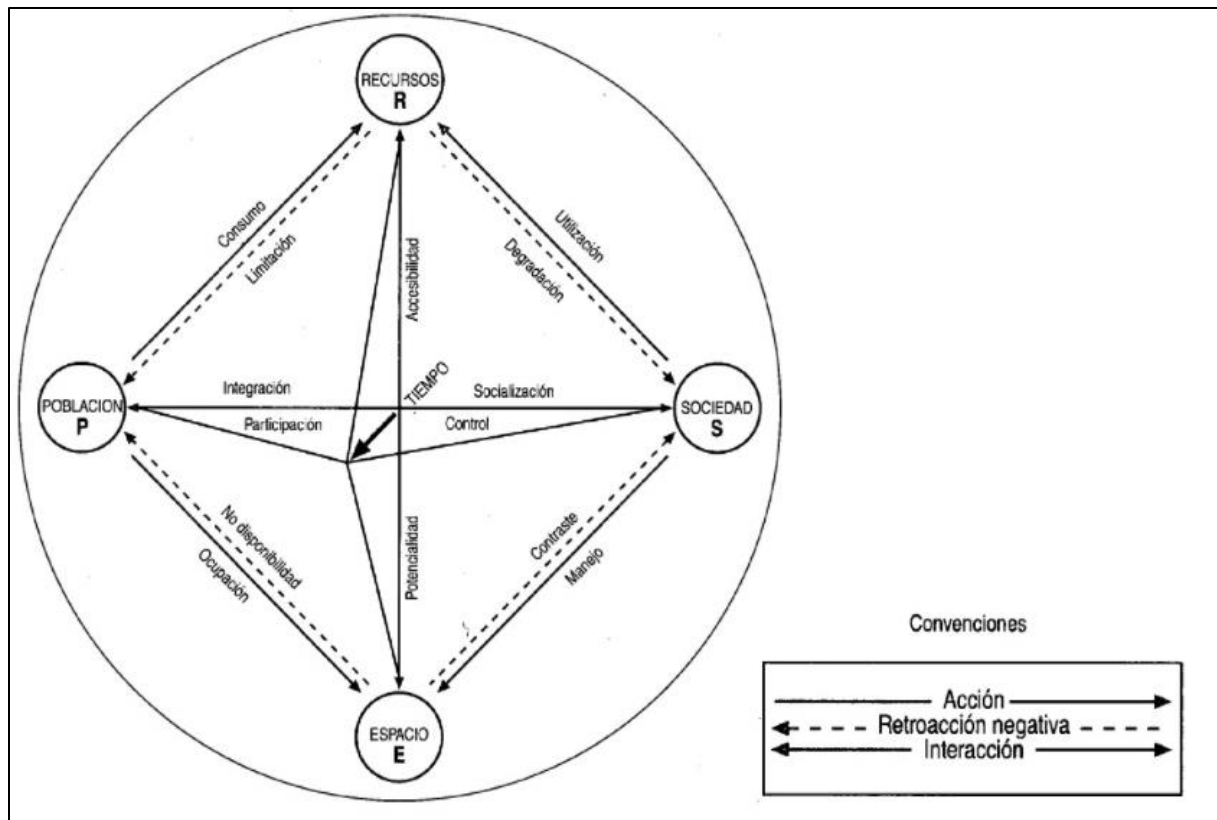 RECURSOS
R
Consumo
Limitación
Utilización
Degradación
Accesibilidad
TIEMPO
Integración
Socialización
POBLACION
P
Participación
Control
SOCIEDAD
S
No disponibilidad
Ocupación
Potencialidad
Contraste
Manejo
ESPACIO
E
Convenciones
Acción
Retroacción negativa
Interacción